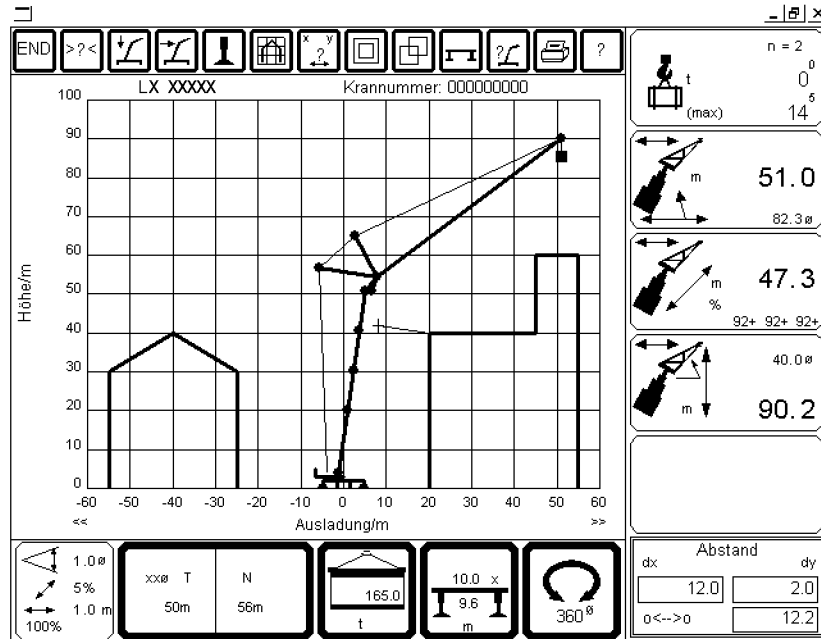 END
>?<
?
x y
?
?
n = 2
t 0 0
(max) 14 5
LX XXXXX Krannummer: 000000000
100
90
80
70
60
50
40
30
20
10
0
Höhe/m
-60 -50 -40 -30 -20 -10 0 10 20 30 40 50 60
<< Ausladung/m >>
m 51.0
82.3ø
m 47.3
%
92+ 92+ 92+
40.0ø
m 90.2
1.0ø
5%
1.0 m
100%
xxø T N
50m 56m
165.0
t
10.0 x
9.6
m
360ø
Abstand
dx dy
12.0 2.0
o<-->o 12.2